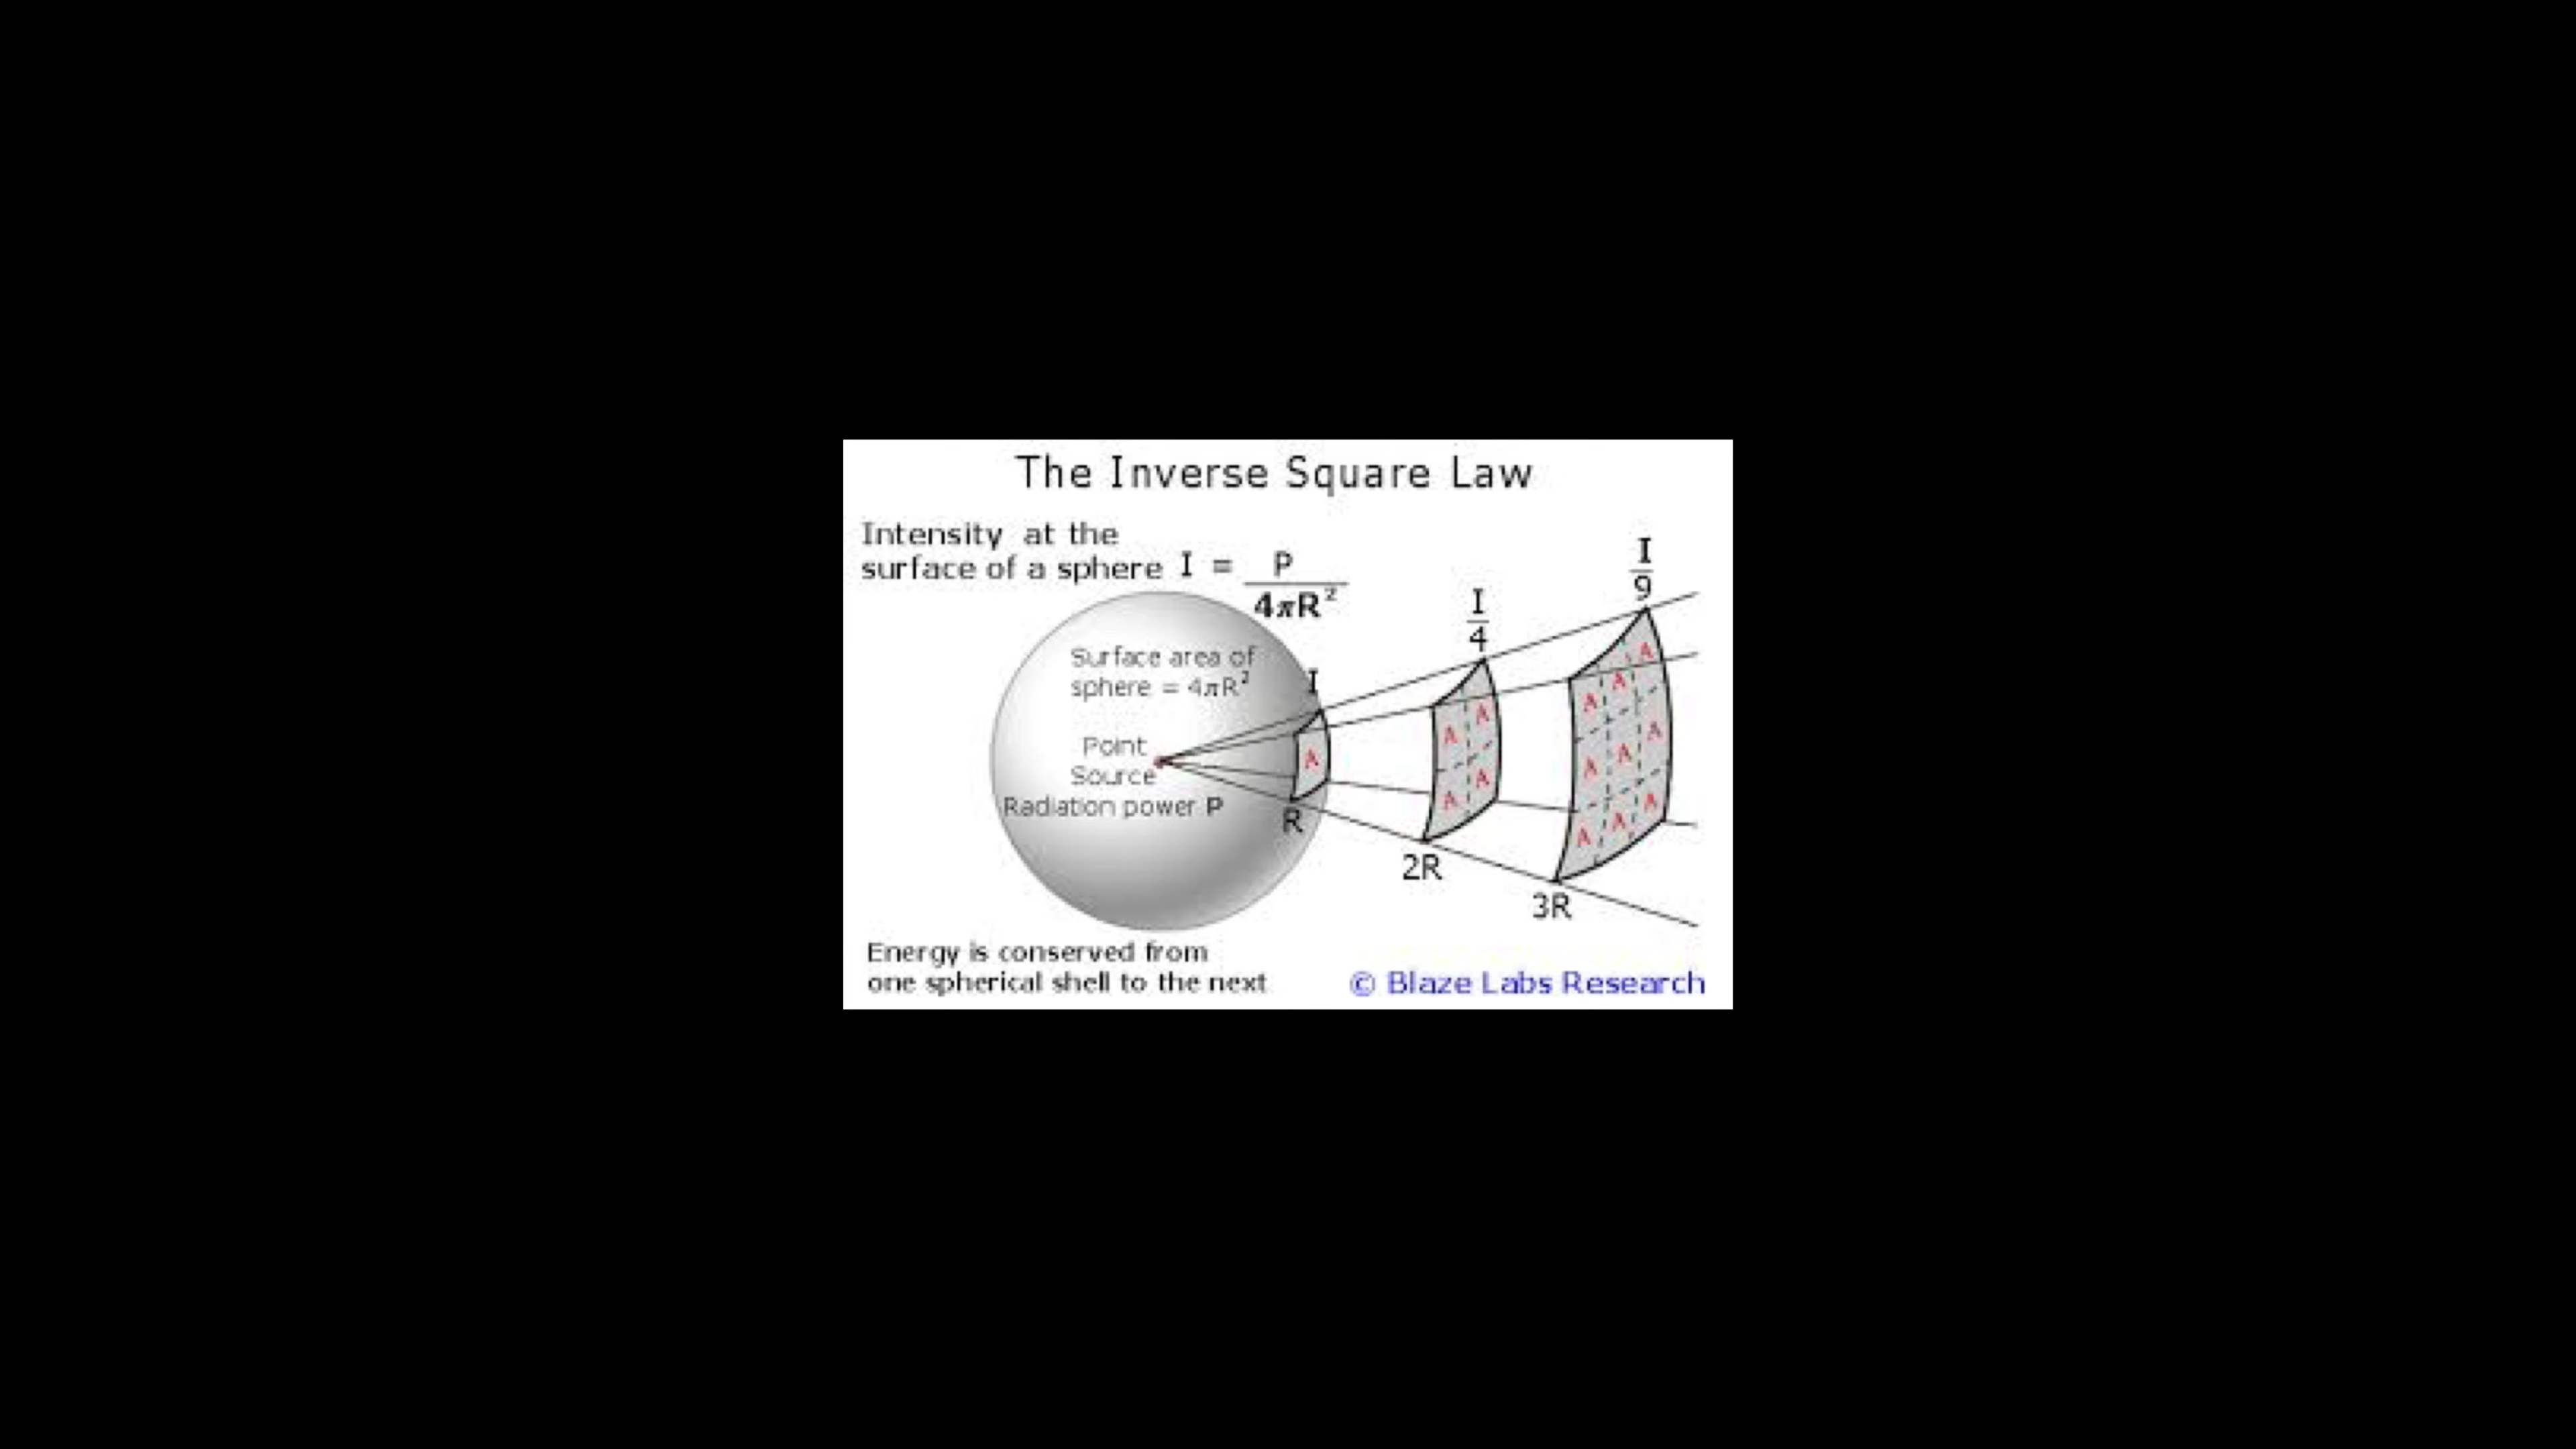 The Inverse Square Law
Intensity at the
surface of a sphere I = P
4πR²
Surface area of
sphere = 4πR²
Point
Source
Radiation power P
I
I
4
I
9
A
A A
A A
A A A
A A A
A A A
R
2R
3R
Energy is conserved from
one spherical shell to the next
© Blaze Labs Research